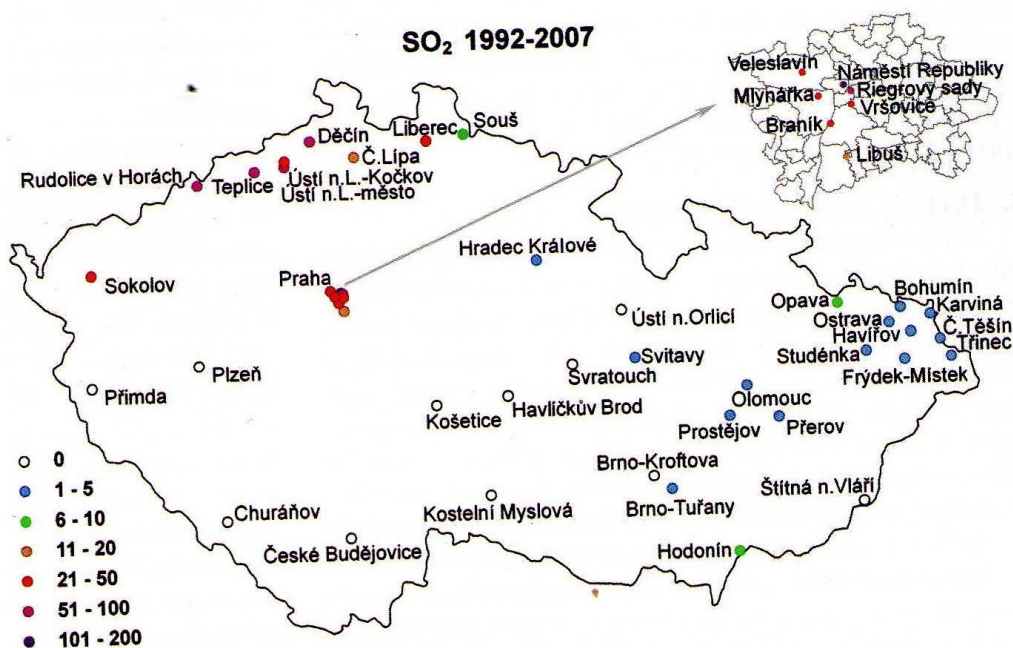 SO₂ 1992-2007
Veleslavín
Náměstí Republiky
Mlynářka
Riegrovy sady
Vršovice
Braník
Libuš
Děčín
Liberec
Souš
Č.Lípa
Rudolice v Horách
Teplice
Ústí n.L.-Kočkov
Ústí n.L.-město
Hradec Králové
Sokolov
Praha
Bohumín
Opava
Karviná
Ústí n.Orlicí
Ostrava
Č.Těšín
Havířov
Třinec
Studénka
Svitavy
Frýdek-Místek
Plzeň
Svratouch
Přimda
Olomouc
Havlíčkův Brod
Košetice
Prostějov
Přerov
Brno-Kroftova
Štítná n.Vláří
Brno-Tuřany
Kostelní Myslová
Churáňov
České Budějovice
Hodonín
0
1 - 5
6 - 10
11 - 20
21 - 50
51 - 100
101 - 200